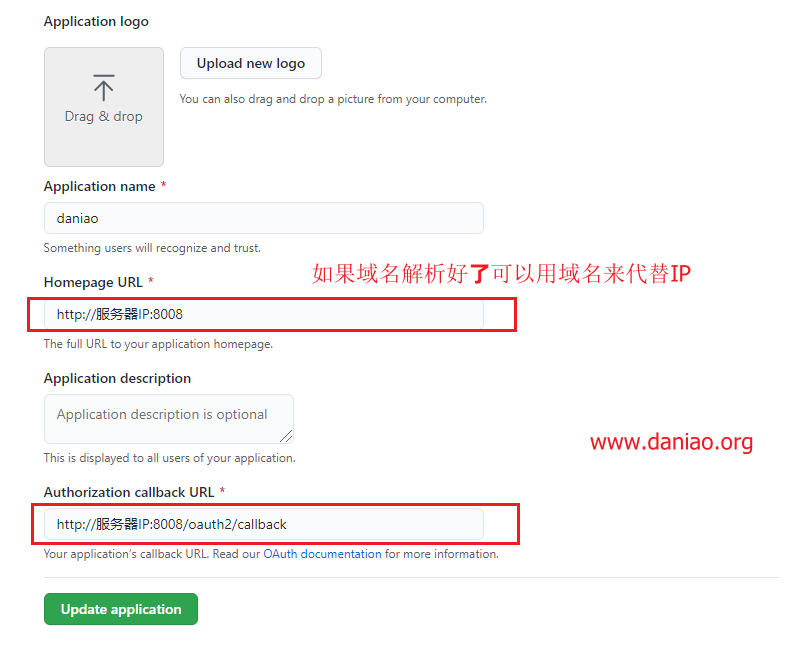 Application logo
Upload new logo
Drag & drop
You can also drag and drop a picture from your computer.
Application name *
daniao
Something users will recognize and trust.
如果域名解析好了可以用域名来代替IP
Homepage URL *
http://服务器IP:8008
The full URL to your application homepage.
Application description
Application description is optional
www.daniao.org
This is displayed to all users of your application.
Authorization callback URL *
http://服务器IP:8008/oauth2/callback
Your application's callback URL. Read our OAuth documentation for more information.
Update application